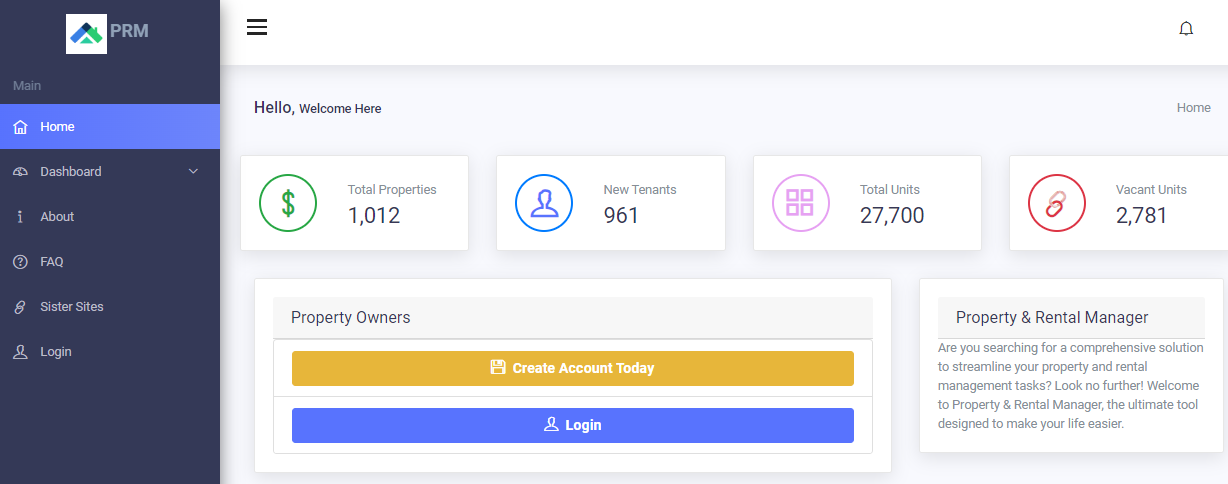 PRM
Main
Home
Dashboard
About
FAQ
Sister Sites
Login
Hello, Welcome Here
Home
Total Properties
1,012
New Tenants
961
Total Units
27,700
Vacant Units
2,781
Property Owners
Create Account Today
Login
Property & Rental Manager
Are you searching for a comprehensive solution
to streamline your property and rental
management tasks? Look no further! Welcome
to Property & Rental Manager, the ultimate tool
designed to make your life easier.